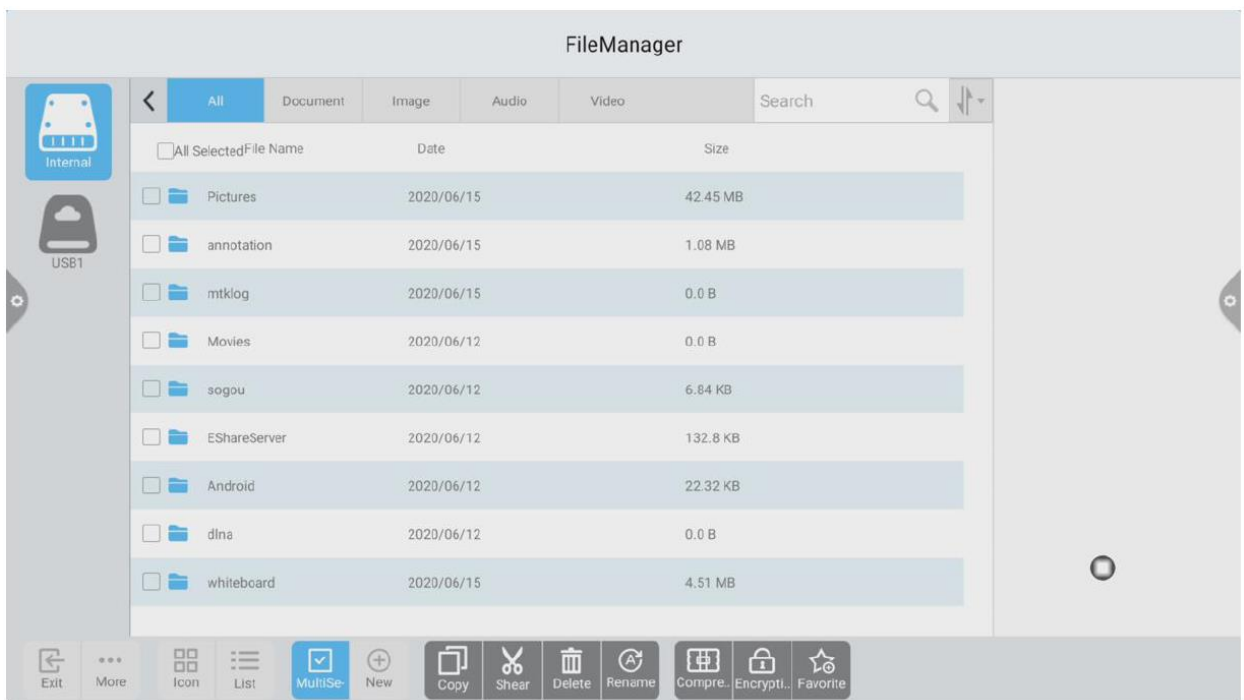 FileManager
Internal
USB1
All Document Image Audio Video Search
All Selected File Name Date Size
Pictures 2020/06/15 42.45 MB
annotation 2020/06/15 1.08 MB
mtklog 2020/06/15 0.0 B
Movies 2020/06/12 0.0 B
sogou 2020/06/12 6.84 KB
EShareServer 2020/06/12 132.8 KB
Android 2020/06/12 22.32 KB
dlna 2020/06/12 0.0 B
whiteboard 2020/06/15 4.51 MB
Exit More Icon List MultiSe- New Copy Shear Delete Rename Compre.. Encrypti.. Favorite